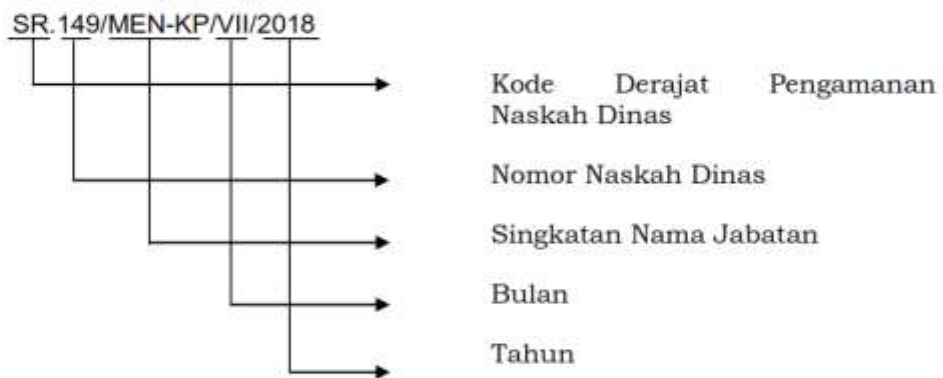 SR.149/MEN-KP/VII/2018
Kode Derajat Pengamanan
Naskah Dinas
Nomor Naskah Dinas
Singkatan Nama Jabatan
Bulan
Tahun